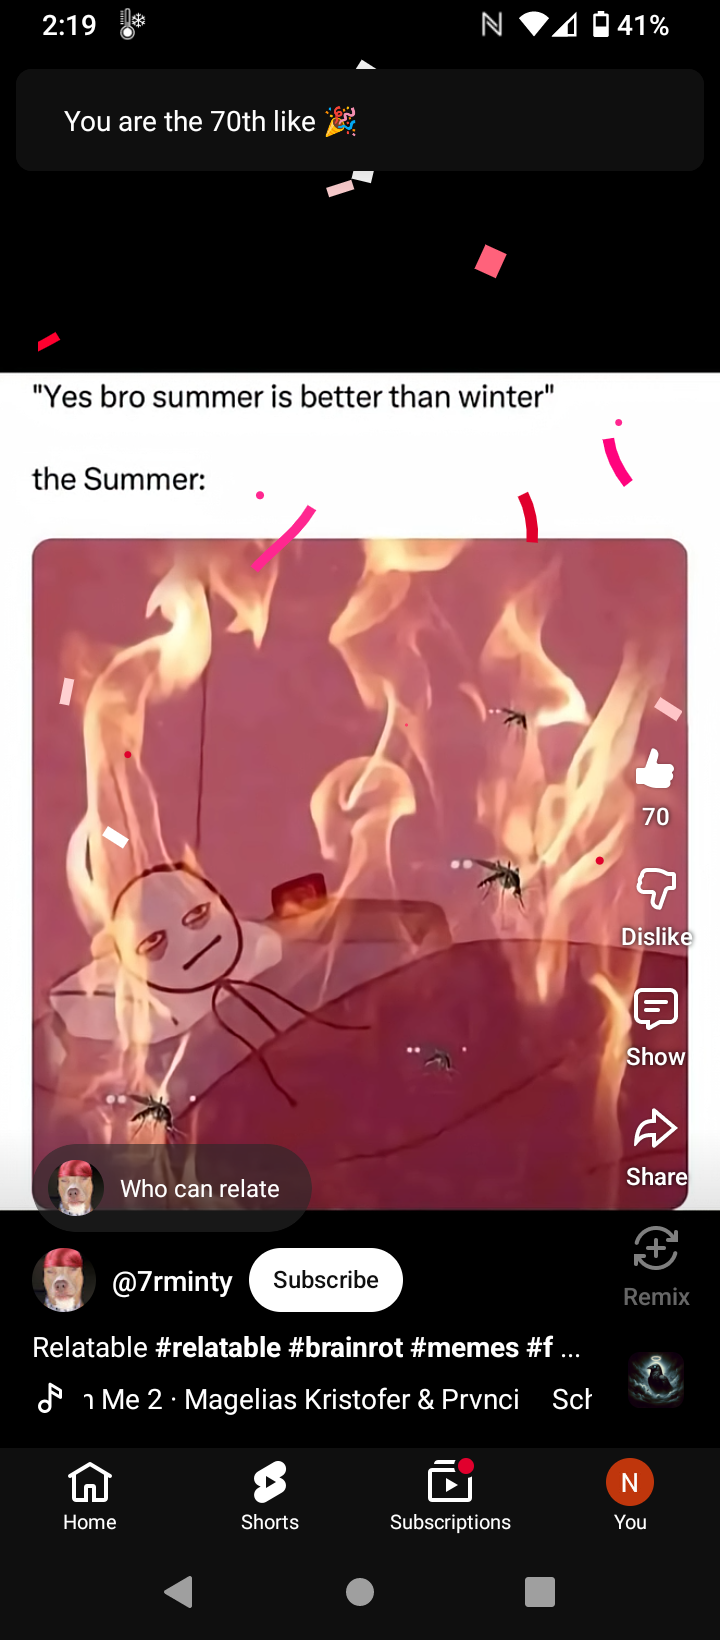 2:19
41%
You are the 70th like 🎉
"Yes bro summer is better than winter"
the Summer:
70
Dislike
Show
Share
Who can relate
@7rminty
Subscribe
Remix
Relatable #relatable #brainrot #memes #f ...
Me 2 · Magelias Kristofer & Prvnci
Home
Shorts
Subscriptions
N
You